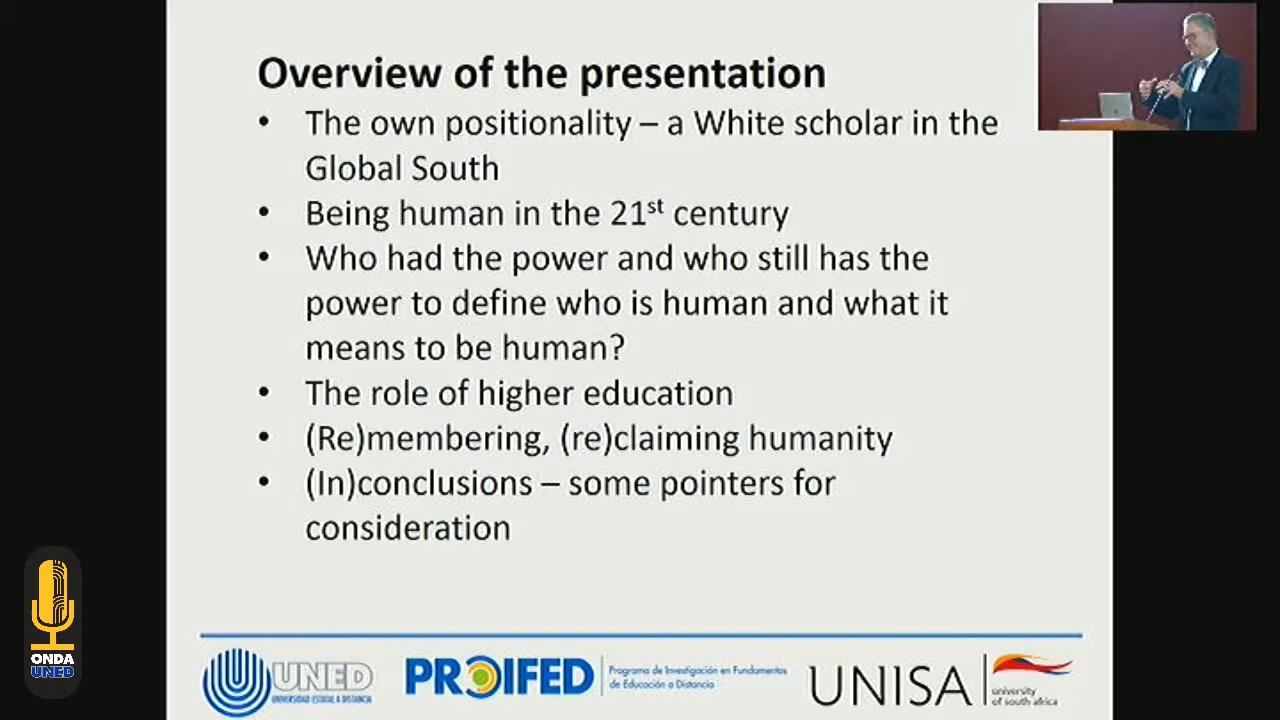 Overview of the presentation
• The own positionality – a White scholar in the
Global South
• Being human in the 21st century
• Who had the power and who still has the
power to define who is human and what it
means to be human?
• The role of higher education
• (Re)membering, (re)claiming humanity
• (In)conclusions – some pointers for
consideration
ONDA
UNED
UNED
UNIVERSIDAD ESTATAL A DISTANCIA
PROIFED
Programa de Investigación en Fundamentos
de Educación a Distancia
UNISA
university
of south africa